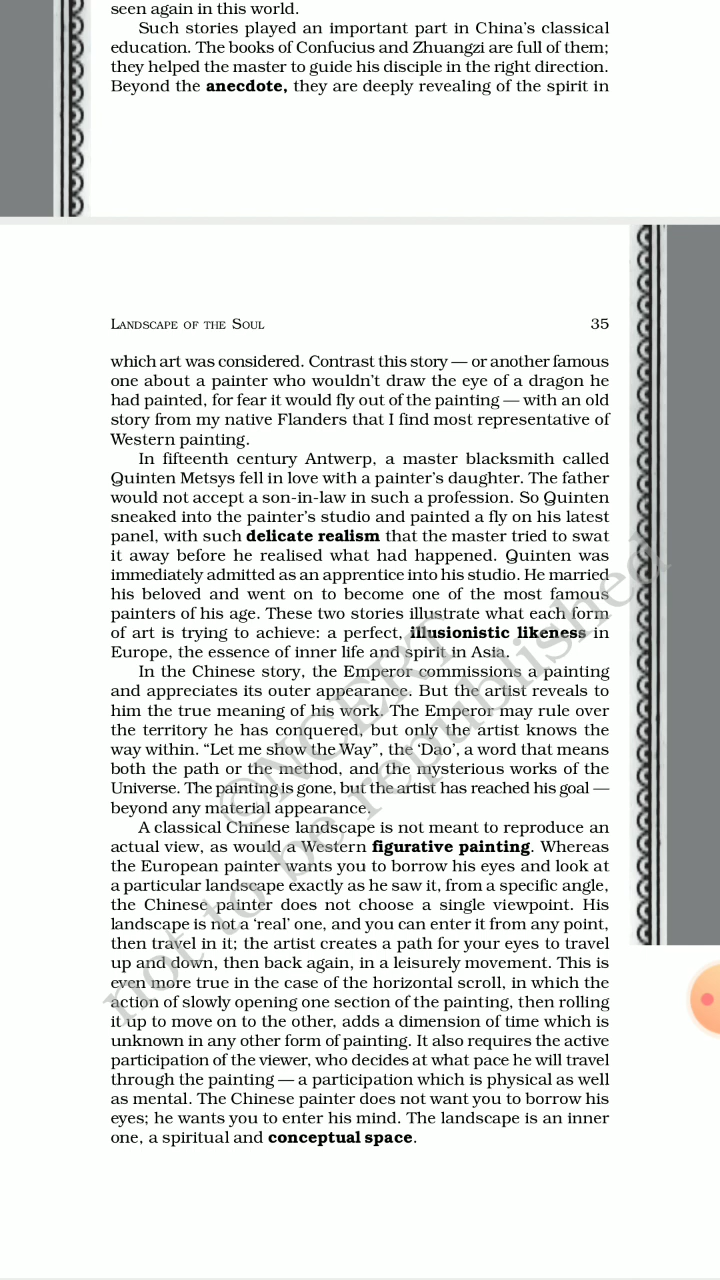 seen again in this world.
Such stories played an important part in China's classical
education. The books of Confucius and Zhuangzi are full of them;
they helped the master to guide his disciple in the right direction.
Beyond the anecdote, they are deeply revealing of the spirit in
LANDSCAPE OF THE SOUL 35
which art was considered. Contrast this story — or another famous
one about a painter who wouldn't draw the eye of a dragon he
had painted, for fear it would fly out of the painting — with an old
story from my native Flanders that I find most representative of
Western painting.
In fifteenth century Antwerp, a master blacksmith called
Quinten Metsys fell in love with a painter's daughter. The father
would not accept a son-in-law in such a profession. So Quinten
sneaked into the painter's studio and painted a fly on his latest
panel, with such delicate realism that the master tried to swat
it away before he realised what had happened. Quinten was
immediately admitted as an apprentice into his studio. He married
his beloved and went on to become one of the most famous
painters of his age. These two stories illustrate what each form
of art is trying to achieve: a perfect, illusionistic likeness in
Europe, the essence of inner life and spirit in Asia.
In the Chinese story, the Emperor commissions a painting
and appreciates its outer appearance. But the artist reveals to
him the true meaning of his work. The Emperor may rule over
the territory he has conquered, but only the artist knows the
way within. “Let me show the Way”, the ‘Dao’, a word that means
both the path or the method, and the mysterious works of the
Universe. The painting is gone, but the artist has reached his goal —
beyond any material appearance.
A classical Chinese landscape is not meant to reproduce an
actual view, as would a Western figurative painting. Whereas
the European painter wants you to borrow his eyes and look at
a particular landscape exactly as he saw it, from a specific angle,
the Chinese painter does not choose a single viewpoint. His
landscape is not a ‘real’ one, and you can enter it from any point,
then travel in it; the artist creates a path for your eyes to travel
up and down, then back again, in a leisurely movement. This is
even more true in the case of the horizontal scroll, in which the
action of slowly opening one section of the painting, then rolling
it up to move on to the other, adds a dimension of time which is
unknown in any other form of painting. It also requires the active
participation of the viewer, who decides at what pace he will travel
through the painting — a participation which is physical as well
as mental. The Chinese painter does not want you to borrow his
eyes; he wants you to enter his mind. The landscape is an inner
one, a spiritual and conceptual space.
©NCERT
not to be republished